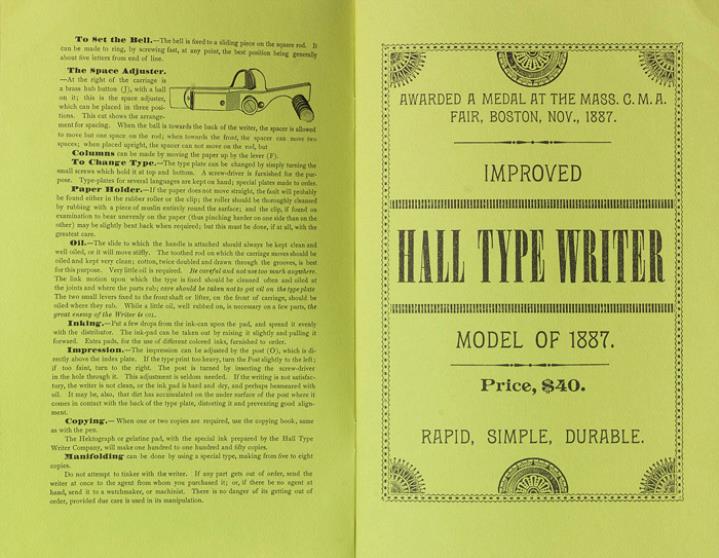 To Set the Bell.—The bell is fixed to a sliding piece on the square rod. It
can be made to ring, by screwing fast, at any point, the best position being generally
about five letters from end of line.
The Space Adjuster.
—At the right of the carriage is
a brass hub button (J), with a ball
on it; this is the space adjuster,
which can be placed in three posi-
tions. This cut shows the arrange-
ment for spacing. When the ball is towards the back of the writer, the spacer is allowed
to move but one space on the rod; when towards the front, the spacer can move two
spaces; when placed upright, the spacer can not move on the rod, but
Columns can be made by moving the paper up by the lever (F).
To Change Type.—The type plate can be changed by simply turning the
small screws which hold it at top and bottom. A screw-driver is furnished for the pur-
pose. Type-plates for several languages are kept on hand; special plates made to order.
Paper Holder.—If the paper does not move straight, the fault will probably
be found either in the rubber roller or the clip; the roller should be thoroughly cleaned
by rubbing with a piece of muslin entirely round the surface; and the clip, if found on
examination to bear unevenly on the paper (thus pinching harder on one side than on the
other) may be slightly bent back when required; but this must be done, if at all, with the
greatest care.
Oil.—The slide to which the handle is attached should always be kept clean and
well oiled, or it will move stiffly. The toothed rod on which the carriage moves should be
oiled and kept very clean; cotton, twice doubled and drawn through the grooves, is best
for this purpose. Very little oil is required. Be careful and not use too much anywhere.
The link motion upon which the type is fixed should be cleaned often and oiled at
the joints and where the parts rub; care should be taken not to get oil on the type plate
The two small levers fixed to the front shaft or lifter, on the front of carriage, should be
oiled where they rub. While a little oil, well rubbed on, is necessary on a few parts, the
great enemy of the Writer is OIL.
Inking.—Put a few drops from the ink-can upon the pad, and spread it evenly
with the distributor. The ink-pad can be taken out by raising it slightly and pulling it
forward. Extra pads, for the use of different colored inks, furnished to order.
Impression.—The impression can be adjusted by the post (O), which is di-
rectly above the index plate. If the type print too heavy, turn the Post slightly to the left;
if too faint, turn to the right. The post is turned by inserting the screw-driver
in the hole through it. This adjustment is seldom needed. If the writing is not satisfac-
tory, the writer is not clean, or the ink pad is hard and dry, and perhaps besmeared with
oil. It may be, also, that dirt has accumulated on the under surface of the post where it
comes in contact with the back of the type plate, distorting it and preventing good align-
ment.
Copying.—When one or two copies are required, use the copying book, same
as with the pen.
The Hektograph or gelatine pad, with the special ink prepared by the Hall Type
Writer Company, will make one hundred to one hundred and fifty copies.
Manifolding can be done by using a special type, making from five to eight
copies.
Do not attempt to tinker with the writer. If any part gets out of order, send the
writer at once to the agent from whom you purchased it; or, if there be no agent at
hand, send it to a watchmaker, or machinist. There is no danger of its getting out of
order, provided due care is used in its manipulation.
AWARDED A MEDAL AT THE MASS. C. M. A.
FAIR, BOSTON, NOV., 1887.
IMPROVED
HALL TYPE WRITER
MODEL OF 1887.
Price, $40.
RAPID, SIMPLE, DURABLE.